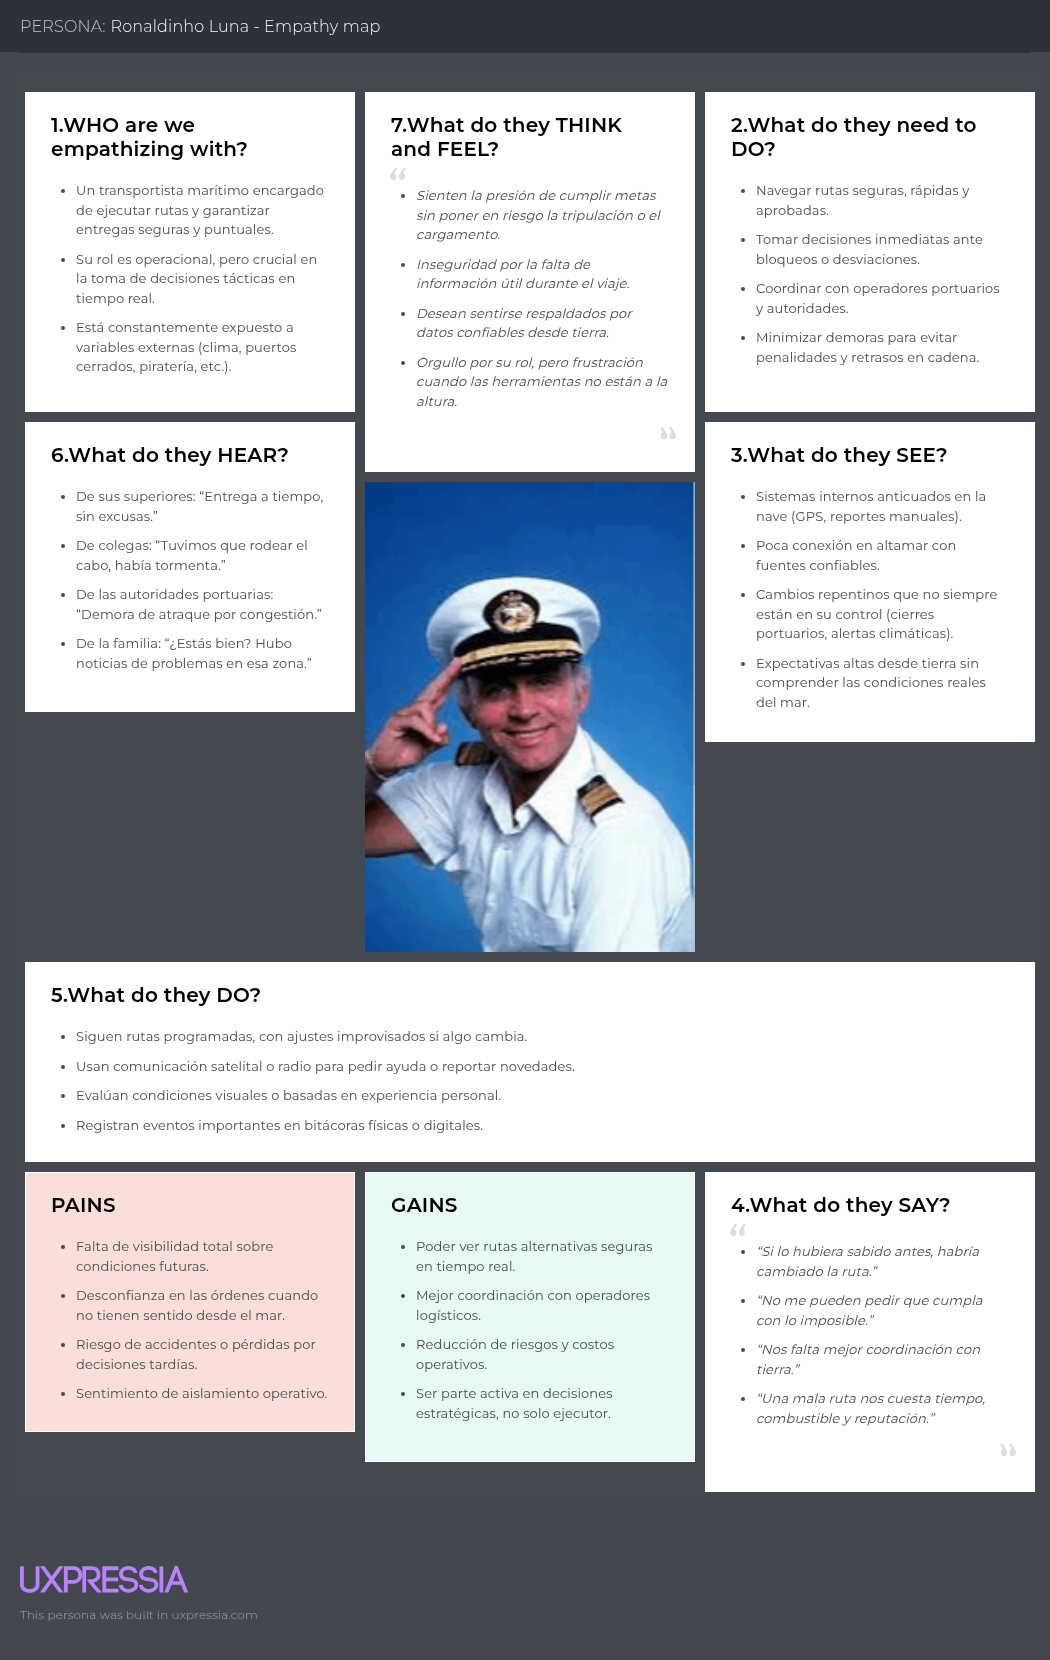 PERSONA: Ronaldinho Luna - Empathy map
1.WHO are we
empathizing with?
• Un transportista marítimo encargado
de ejecutar rutas y garantizar
entregas seguras y puntuales.
• Su rol es operacional, pero crucial en
la toma de decisiones tácticas en
tiempo real.
• Está constantemente expuesto a
variables externas (clima, puertos
cerrados, piratería, etc.).
7.What do they THINK
and FEEL?
“
• Sienten la presión de cumplir metas
sin poner en riesgo la tripulación o el
cargamento.
• Inseguridad por la falta de
información útil durante el viaje.
• Desean sentirse respaldados por
datos confiables desde tierra.
• Orgullo por su rol, pero frustración
cuando las herramientas no están a la
altura.
”
2.What do they need to
DO?
• Navegar rutas seguras, rápidas y
aprobadas.
• Tomar decisiones inmediatas ante
bloqueos o desviaciones.
• Coordinar con operadores portuarios
y autoridades.
• Minimizar demoras para evitar
penalidades y retrasos en cadena.
6.What do they HEAR?
• De sus superiores: “Entrega a tiempo,
sin excusas.”
• De colegas: “Tuvimos que rodear el
cabo, había tormenta.”
• De las autoridades portuarias:
“Demora de atraque por congestión.”
• De la familia: “¿Estás bien? Hubo
noticias de problemas en esa zona.”
3.What do they SEE?
• Sistemas internos anticuados en la
nave (GPS, reportes manuales).
• Poca conexión en altamar con
fuentes confiables.
• Cambios repentinos que no siempre
están en su control (cierres
portuarios, alertas climáticas).
• Expectativas altas desde tierra sin
comprender las condiciones reales
del mar.
5.What do they DO?
• Siguen rutas programadas, con ajustes improvisados si algo cambia.
• Usan comunicación satelital o radio para pedir ayuda o reportar novedades.
• Evalúan condiciones visuales o basadas en experiencia personal.
• Registran eventos importantes en bitácoras físicas o digitales.
PAINS
• Falta de visibilidad total sobre
condiciones futuras.
• Desconfianza en las órdenes cuando
no tienen sentido desde el mar.
• Riesgo de accidentes o pérdidas por
decisiones tardías.
• Sentimiento de aislamiento operativo.
GAINS
• Poder ver rutas alternativas seguras
en tiempo real.
• Mejor coordinación con operadores
logísticos.
• Reducción de riesgos y costos
operativos.
• Ser parte activa en decisiones
estratégicas, no solo ejecutor.
4.What do they SAY?
“
• “Si lo hubiera sabido antes, habría
cambiado la ruta.”
• “No me pueden pedir que cumpla
con lo imposible.”
• “Nos falta mejor coordinación con
tierra.”
• “Una mala ruta nos cuesta tiempo,
combustible y reputación.”
”
UXPRESSIA
This persona was built in uxpressia.com